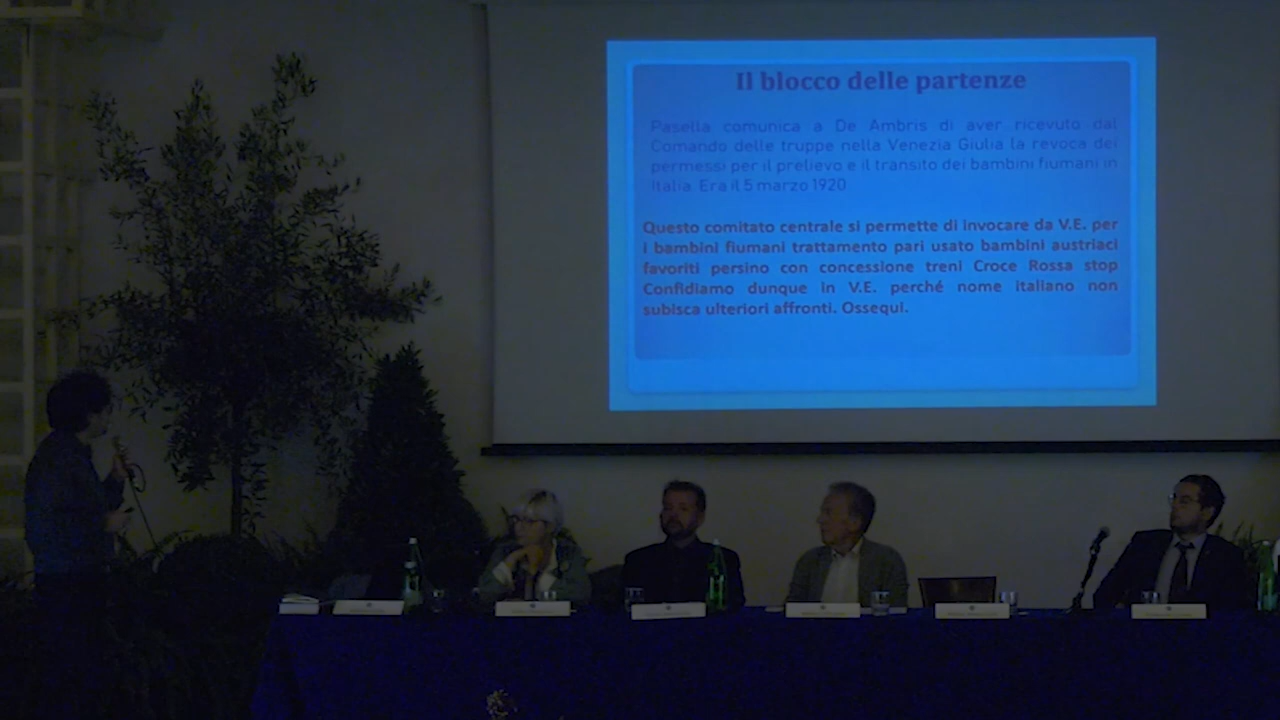 Il blocco delle partenze
Pasella comunica a De Ambris di aver ricevuto dal
Comando delle truppe nella Venezia Giulia la revoca dei
permessi per il prelievo e il transito dei bambini fiumani in
Italia. Era il 5 marzo 1920
Questo comitato centrale si permette di invocare da V.E. per
i bambini fiumani trattamento pari usato bambini austriaci
favoriti persino con concessione treni Croce Rossa stop
Confidiamo dunque in V.E. perché nome italiano non
subisca ulteriori affronti. Ossequi.